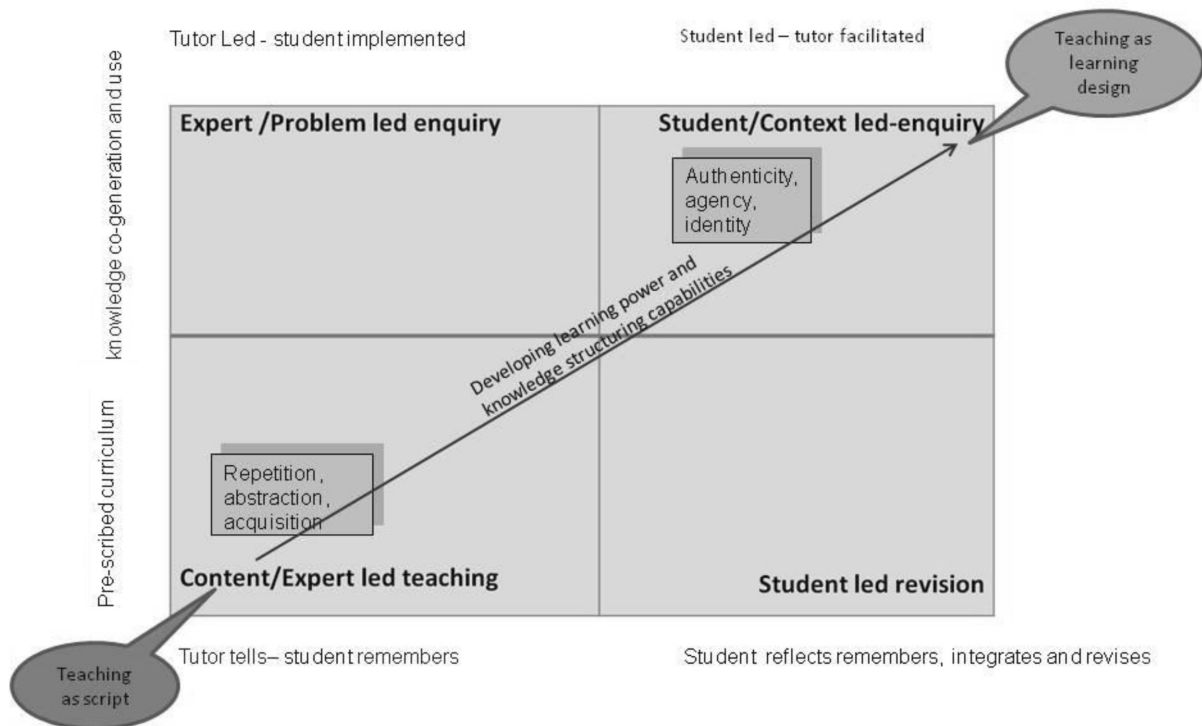 Tutor Led - student implemented
Student led – tutor facilitated
Teaching as
learning
design
knowledge co-generation and use
Expert /Problem led enquiry
Student/Context led-enquiry
Authenticity,
agency,
identity
Developing learning power and
knowledge structuring capabilities
Pre-scribed curriculum
Repetition,
abstraction,
acquisition
Content/Expert led teaching
Student led revision
Teaching
as script
Tutor tells– student remembers
Student reflects remembers, integrates and revises